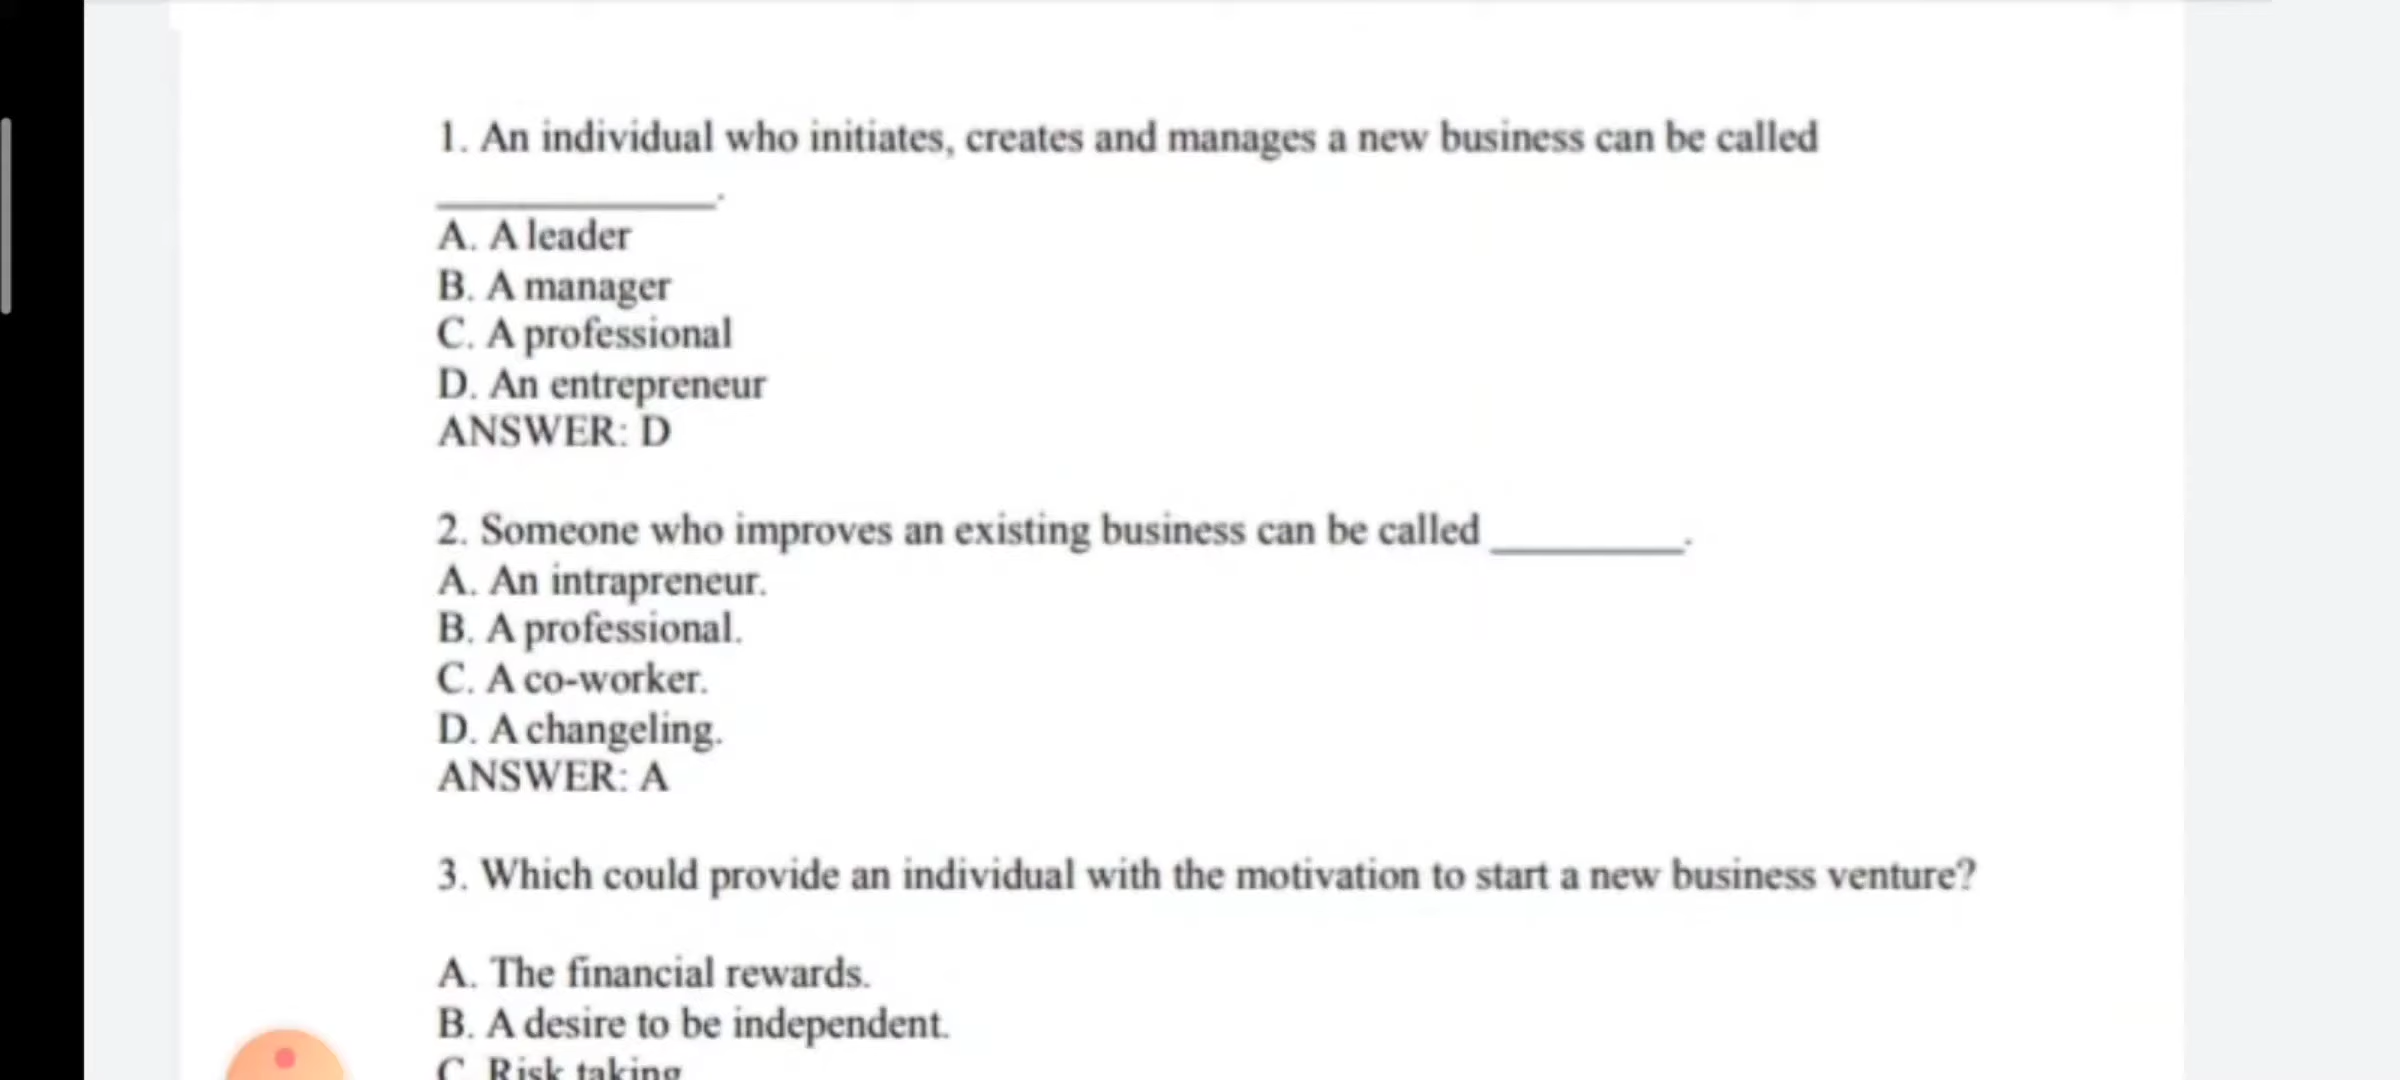 1. An individual who initiates, creates and manages a new business can be called
____________.
A. A leader
B. A manager
C. A professional
D. An entrepreneur
ANSWER: D
2. Someone who improves an existing business can be called ________.
A. An intrapreneur.
B. A professional.
C. A co-worker.
D. A changeling.
ANSWER: A
3. Which could provide an individual with the motivation to start a new business venture?
A. The financial rewards.
B. A desire to be independent.
C. Risk taking